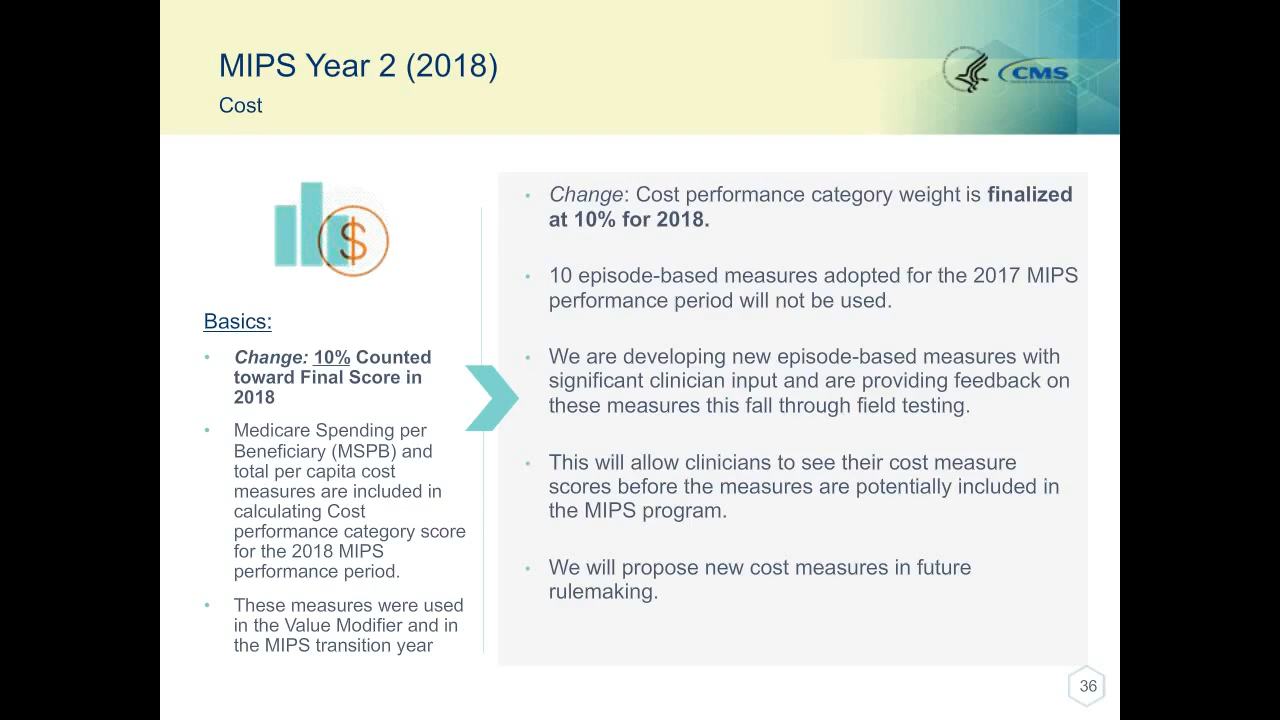 MIPS Year 2 (2018)
Cost
CMS
$
Basics:
• Change: 10% Counted
toward Final Score in
2018
• Medicare Spending per
Beneficiary (MSPB) and
total per capita cost
measures are included in
calculating Cost
performance category score
for the 2018 MIPS
performance period.
• These measures were used
in the Value Modifier and in
the MIPS transition year
• Change: Cost performance category weight is finalized
at 10% for 2018.
• 10 episode-based measures adopted for the 2017 MIPS
performance period will not be used.
• We are developing new episode-based measures with
significant clinician input and are providing feedback on
these measures this fall through field testing.
• This will allow clinicians to see their cost measure
scores before the measures are potentially included in
the MIPS program.
• We will propose new cost measures in future
rulemaking.
36